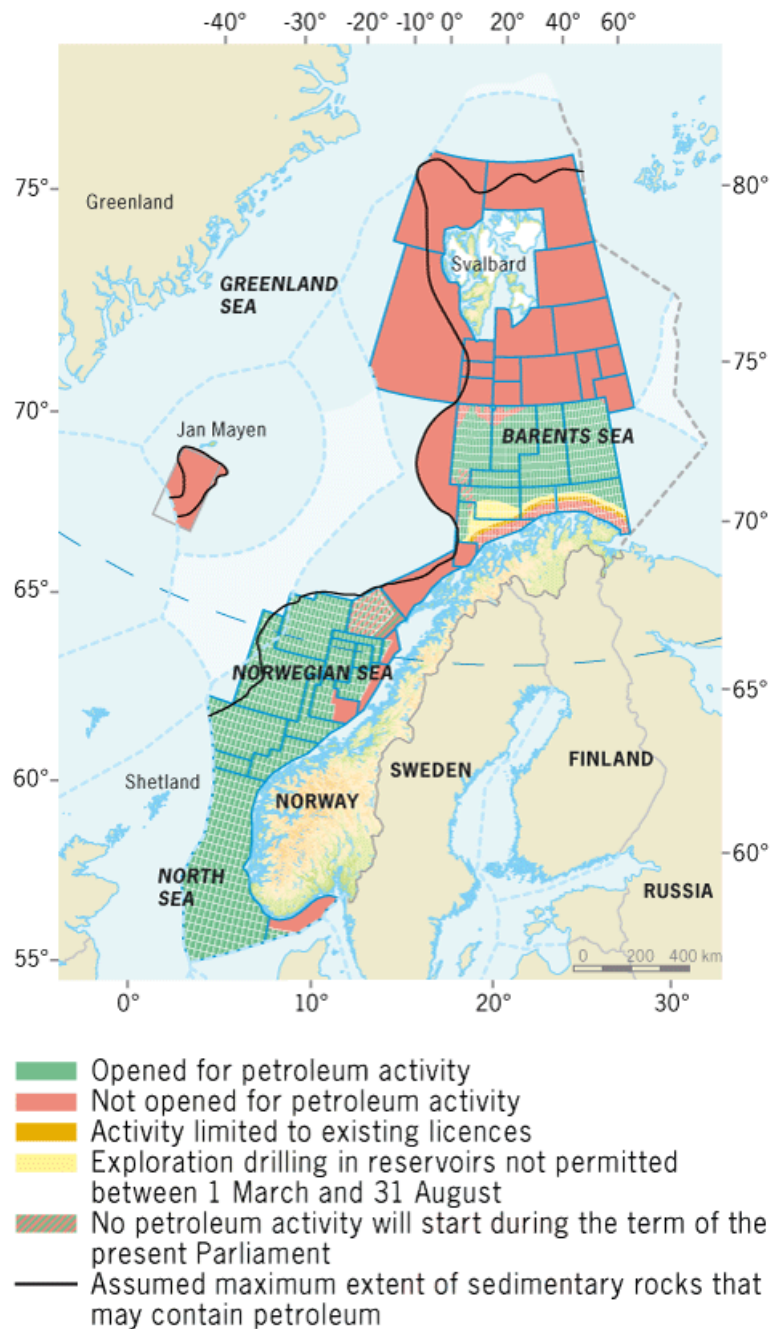 -40° -30° -20° -10° 0° 20° 40° 60°
75°
80°
Greenland
Svalbard
GREENLAND
SEA
75°
70°
Jan Mayen
BARENTS SEA
70°
65°
NORWEGIAN SEA
65°
60°
Shetland
SWEDEN
FINLAND
NORWAY
60°
NORTH
SEA
RUSSIA
55°
0 200 400 km
0° 10° 20° 30°
Opened for petroleum activity
Not opened for petroleum activity
Activity limited to existing licences
Exploration drilling in reservoirs not permitted
between 1 March and 31 August
No petroleum activity will start during the term of the
present Parliament
Assumed maximum extent of sedimentary rocks that
may contain petroleum